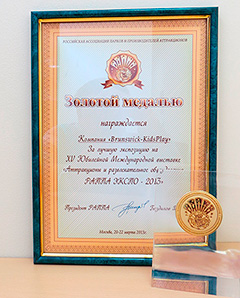 РОССИЙСКАЯ АССОЦИАЦИЯ ПАРКОВ И ПРОИЗВОДИТЕЛЕЙ АТТРАКЦИОНОВ
РАППА
Золотой медалью
награждается
Компания «Brunswick-KidsPlay»
За лучшую экспозицию на
XV Юбилейной Международной выставке
«Аттракционы и развлекательное
РАППА ЭКСПО - 2013»
Президент РАППА
Москва, 20-22 марта 2013г.